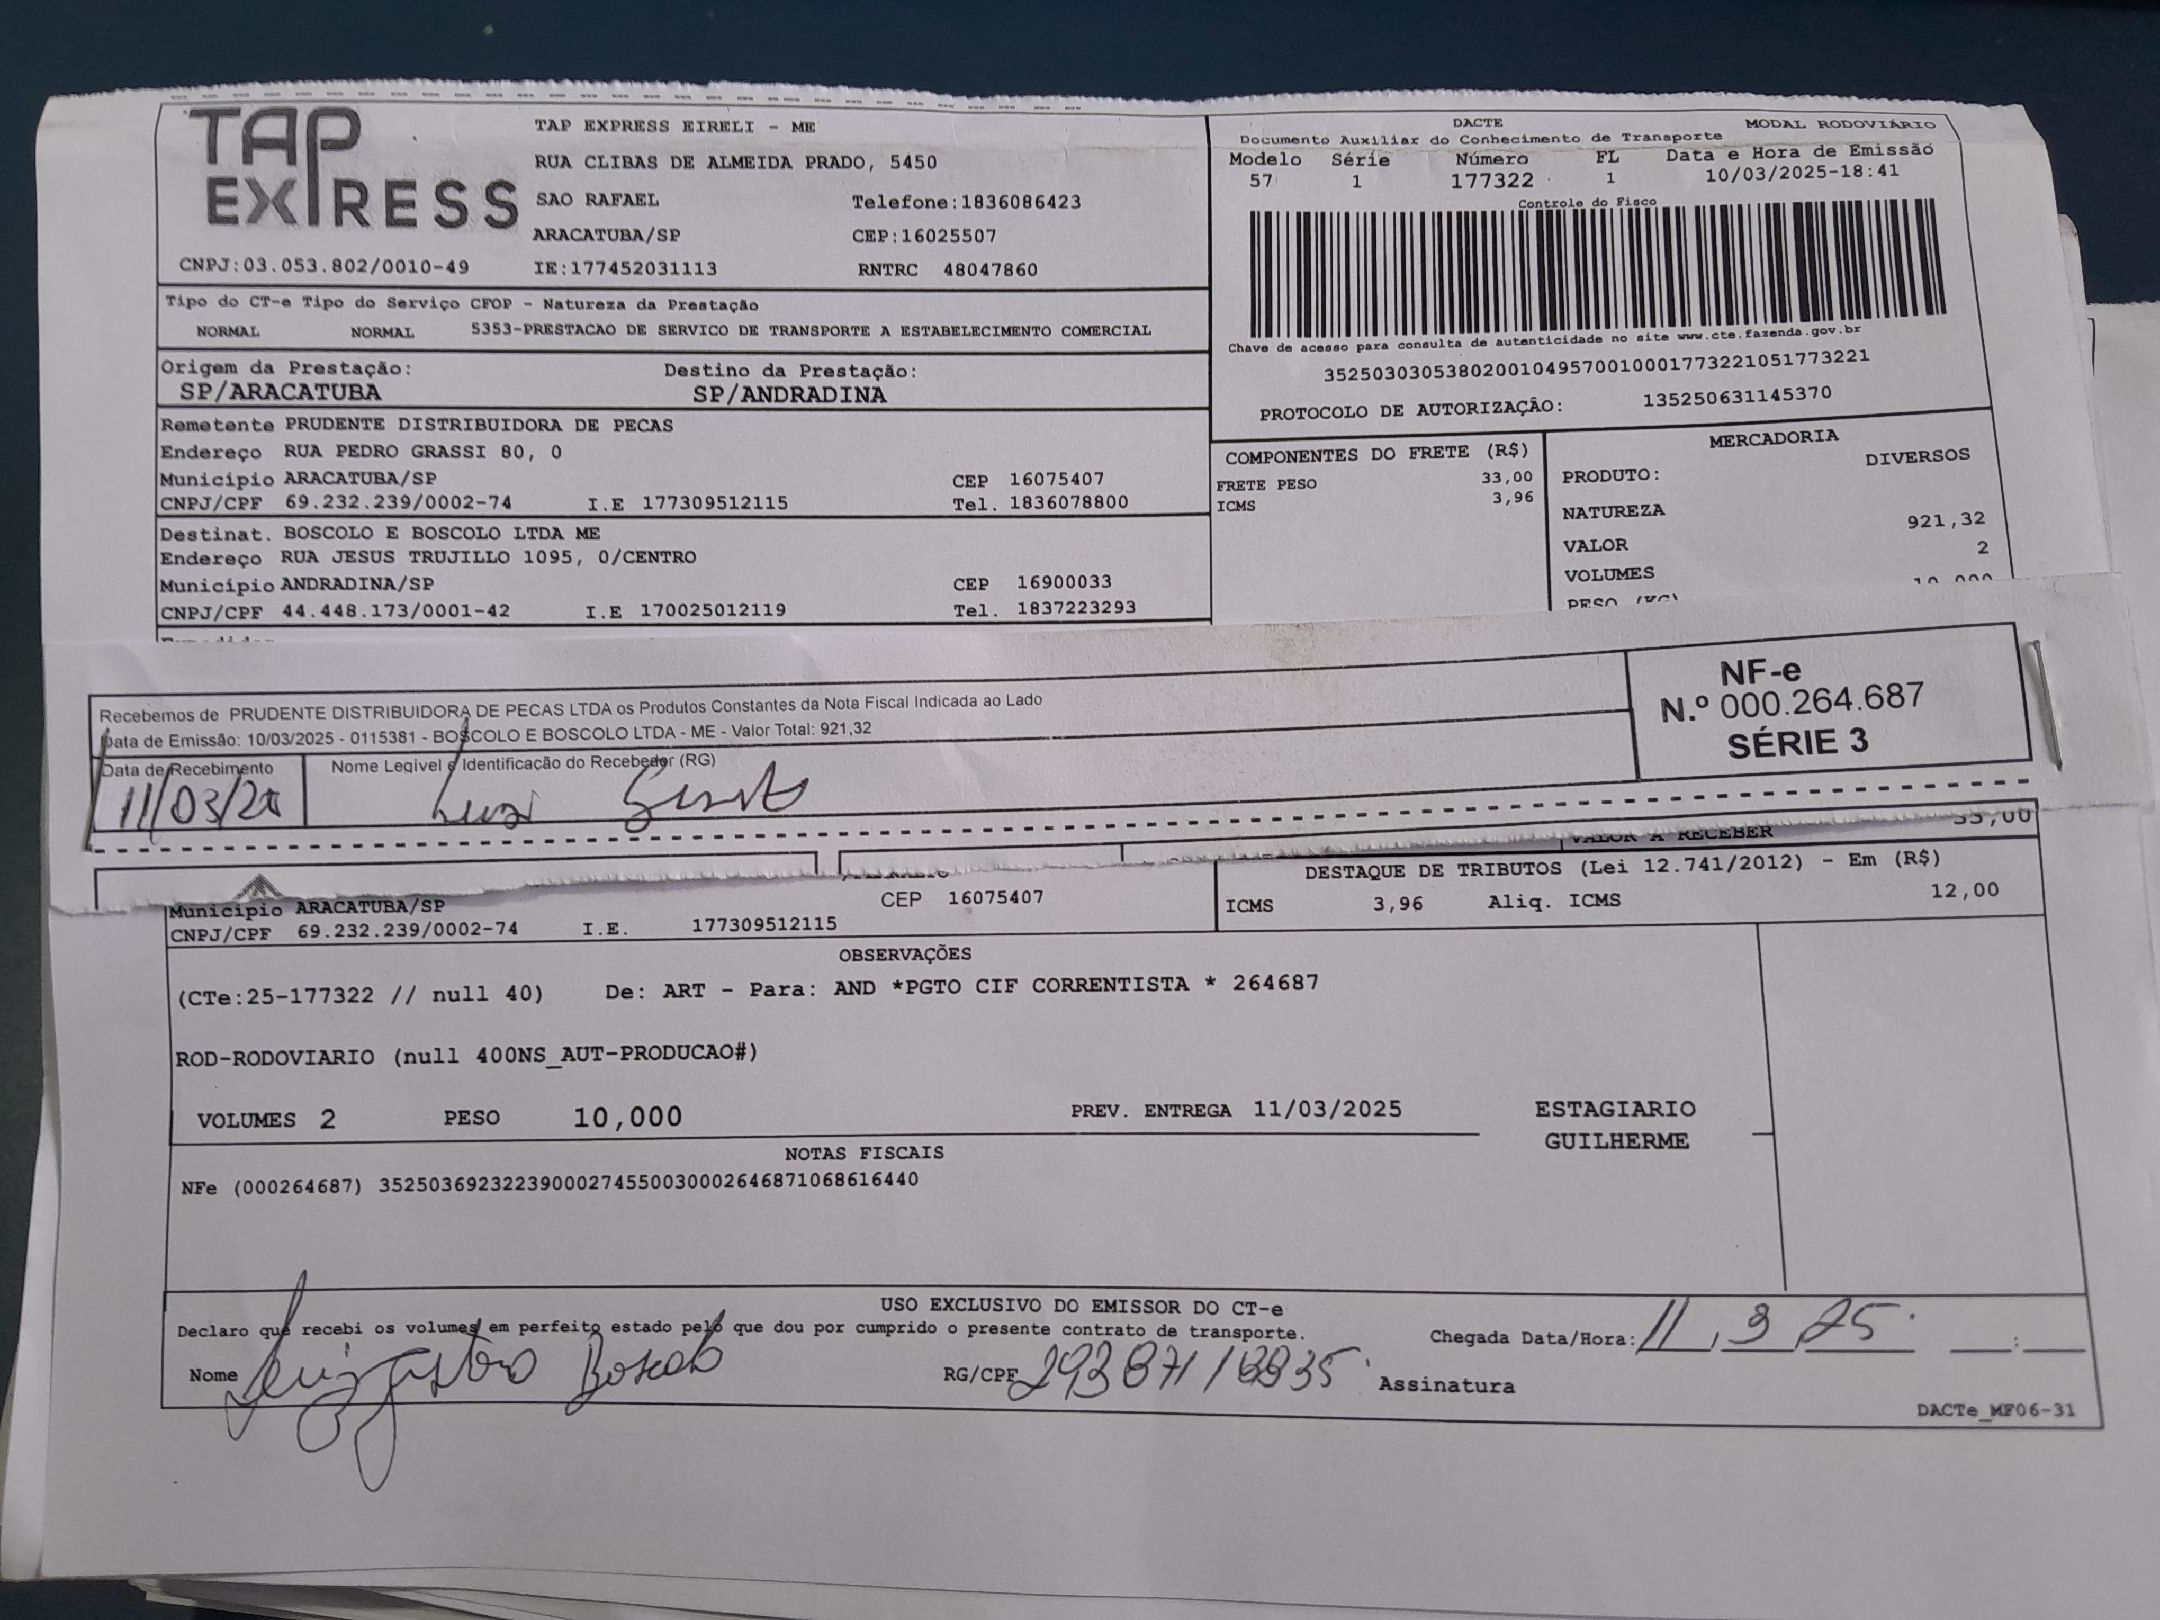 TAP EXPRESS
TAP EXPRESS EIRELI - ME
RUA CLIBAS DE ALMEIDA PRADO, 5450
SAO RAFAEL Telefone:1836086423
ARACATUBA/SP CEP:16025507
CNPJ:03.053.802/0010-49 IE:177452031113 RNTRC 48047860
DACTE MODAL RODOVIÁRIO
Documento Auxiliar do Conhecimento de Transporte
Modelo Série Número FL Data e Hora de Emissão
57 1 177322 1 10/03/2025-18:41
Controle do Fisco
Chave de acesso para consulta de autenticidade no site www.cte.fazenda.gov.br
35250303053802001049570010001773221051773221
PROTOCOLO DE AUTORIZAÇÃO: 135250631145370
Tipo do CT-e Tipo do Serviço CFOP - Natureza da Prestação
NORMAL NORMAL 5353-PRESTACAO DE SERVICO DE TRANSPORTE A ESTABELECIMENTO COMERCIAL
Origem da Prestação: Destino da Prestação:
SP/ARACATUBA SP/ANDRADINA
Remetente PRUDENTE DISTRIBUIDORA DE PECAS
Endereço RUA PEDRO GRASSI 80, 0
Município ARACATUBA/SP CEP 16075407
CNPJ/CPF 69.232.239/0002-74 I.E 177309512115 Tel. 1836078800
Destinat. BOSCOLO E BOSCOLO LTDA ME
Endereço RUA JESUS TRUJILLO 1095, 0/CENTRO
Município ANDRADINA/SP CEP 16900033
CNPJ/CPF 44.448.173/0001-42 I.E 170025012119 Tel. 1837223293
COMPONENTES DO FRETE (R$)
FRETE PESO 33,00
ICMS 3,96
MERCADORIA
PRODUTO: DIVERSOS
NATUREZA
VALOR 921,32
VOLUMES 2
PESO (KG) 10,000
Recebemos de PRUDENTE DISTRIBUIDORA DE PECAS LTDA os Produtos Constantes da Nota Fiscal Indicada ao Lado
Data de Emissão: 10/03/2025 - 0115381 - BOSCOLO E BOSCOLO LTDA - ME - Valor Total: 921,32
Data de Recebimento Nome Legível e Identificação do Recebedor (RG)
11/03/25
NF-e
N.º 000.264.687
SÉRIE 3
VALOR A RECEBER 33,00
Município ARACATUBA/SP CEP 16075407
CNPJ/CPF 69.232.239/0002-74 I.E. 177309512115
DESTAQUE DE TRIBUTOS (Lei 12.741/2012) - Em (R$)
ICMS 3,96 Aliq. ICMS 12,00
OBSERVAÇÕES
(CTe:25-177322 // null 40) De: ART - Para: AND *PGTO CIF CORRENTISTA * 264687
ROD-RODOVIARIO (null 400NS_AUT-PRODUCAO#)
VOLUMES 2 PESO 10,000 PREV. ENTREGA 11/03/2025
ESTAGIARIO
GUILHERME
NOTAS FISCAIS
NFe (000264687) 35250369232239000274550030002646871068616440
USO EXCLUSIVO DO EMISSOR DO CT-e
Declaro que recebi os volumes em perfeito estado pelo que dou por cumprido o presente contrato de transporte.
Chegada Data/Hora: 11 , 3 , 25 :
Nome Luiz Gustavo Boscolo RG/CPF Assinatura
DACTe_MF06-31